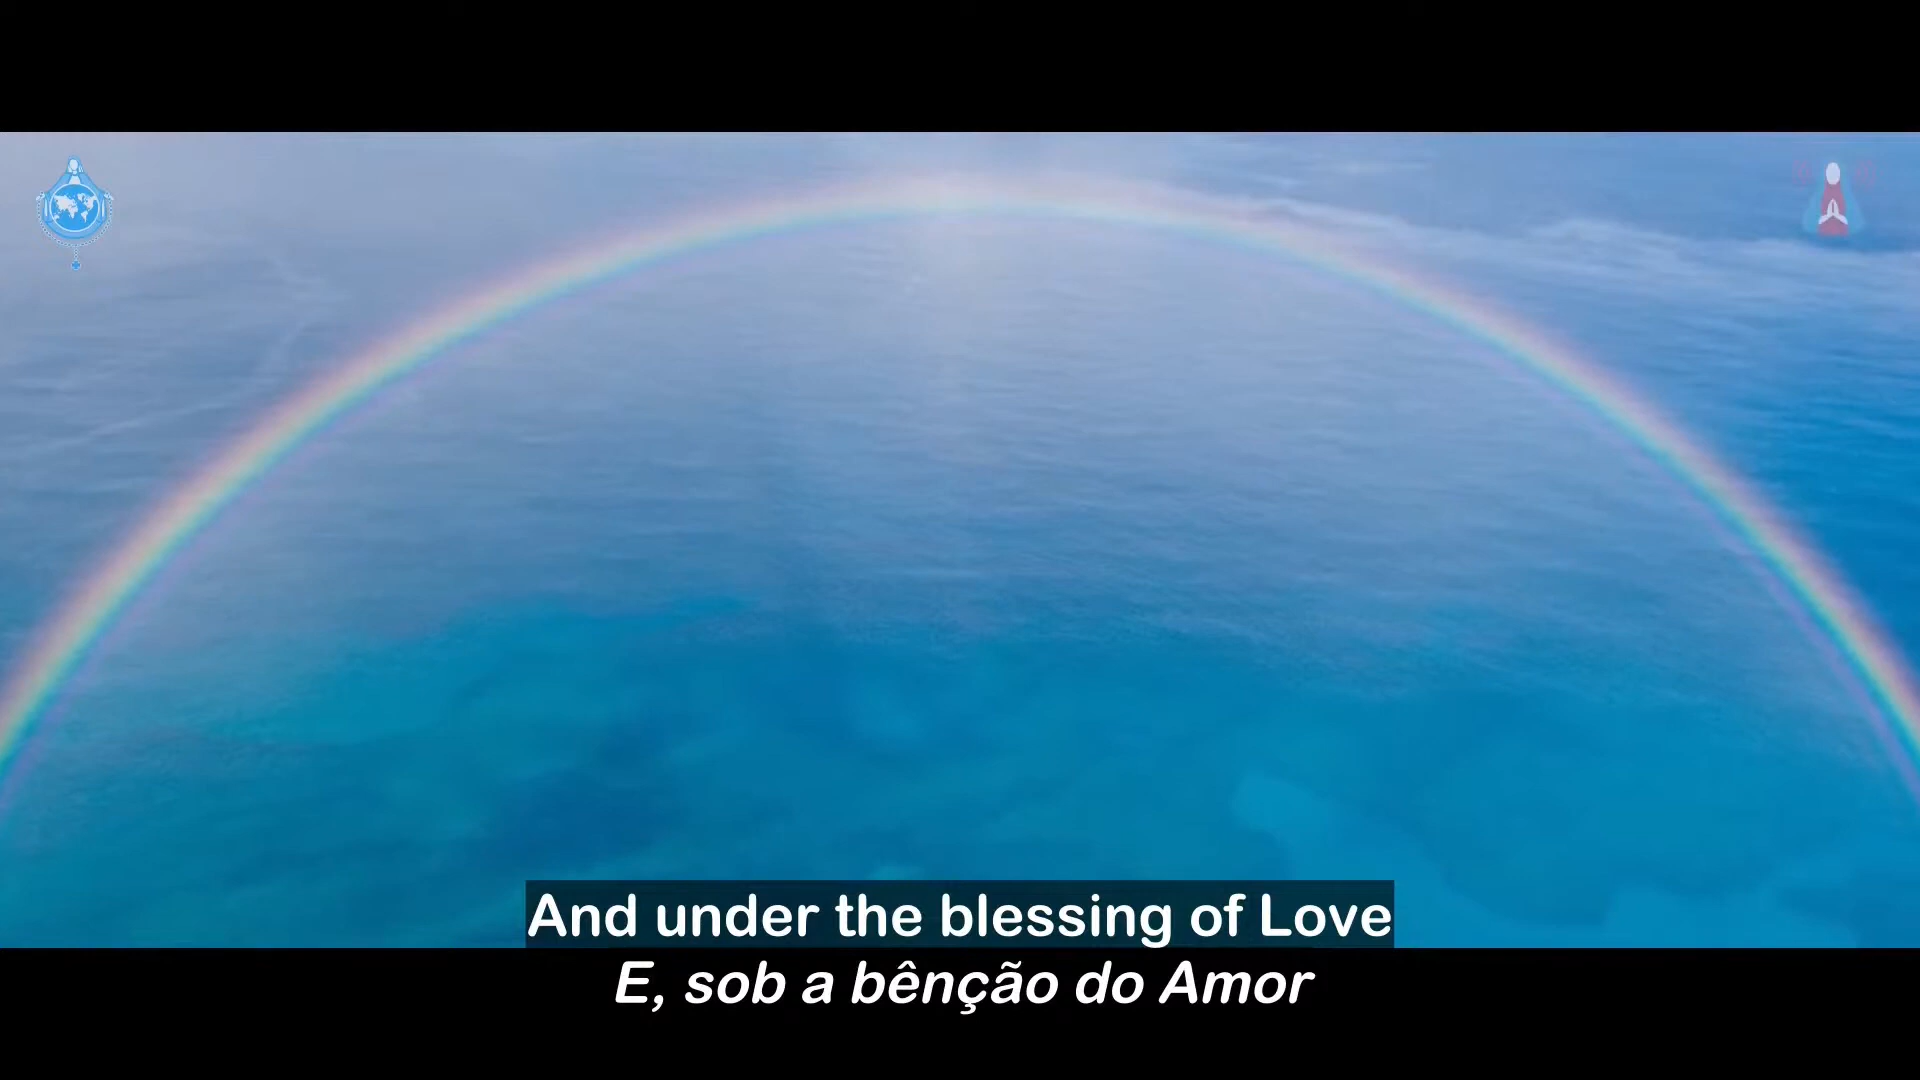 And under the blessing of Love
E, sob a bênção do Amor